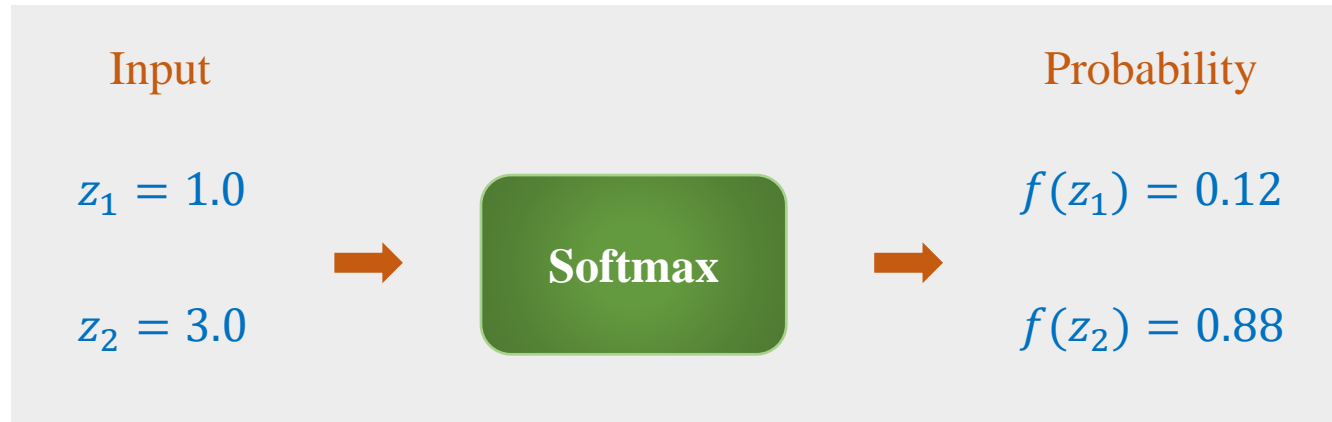 Input
Probability
z₁ = 1.0
f(z₁) = 0.12
Softmax
z₂ = 3.0
f(z₂) = 0.88